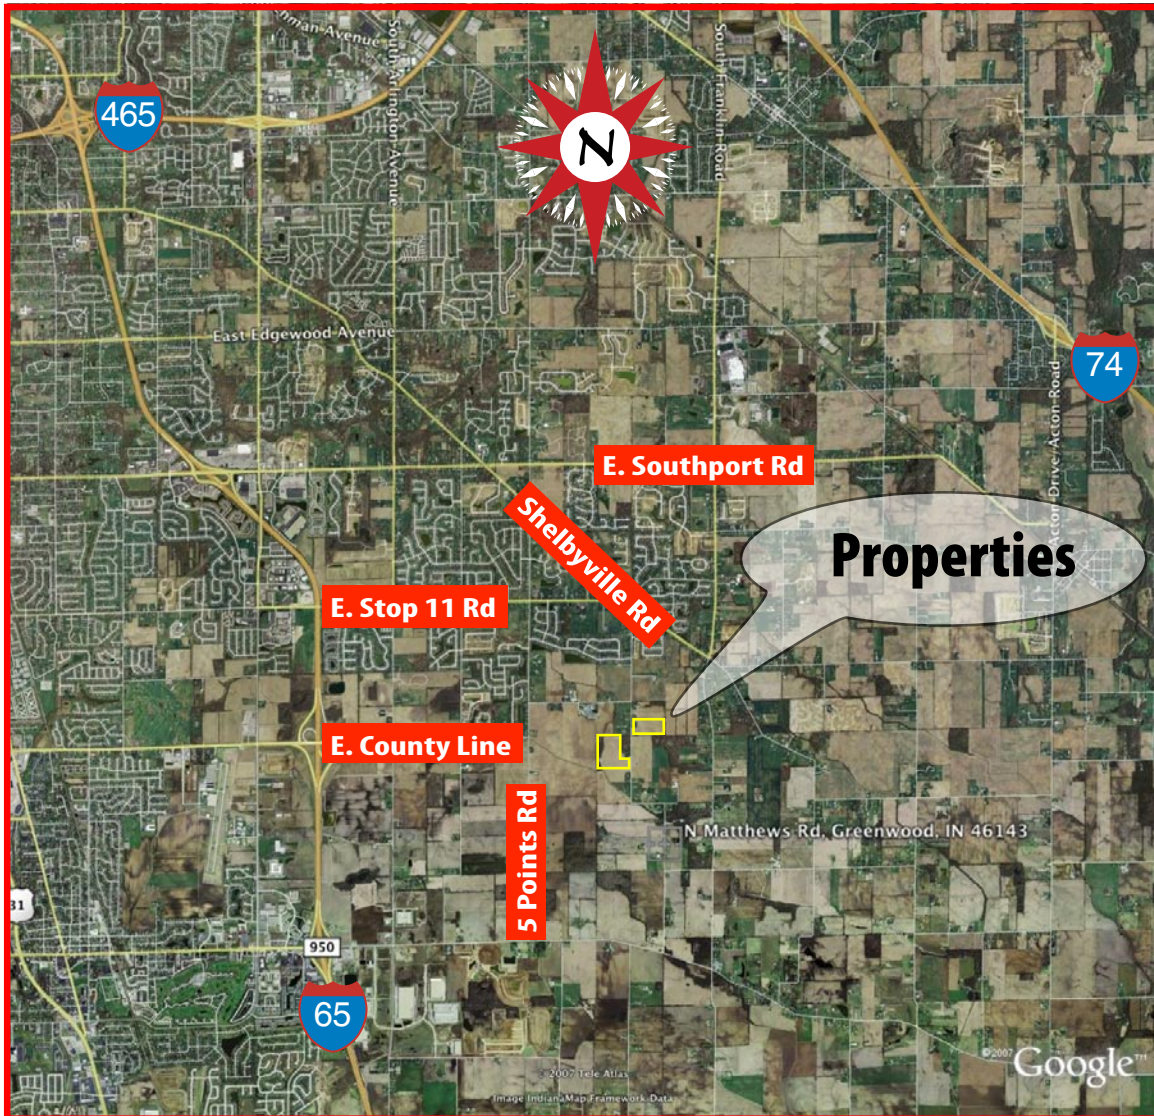 hman Avenue
South Arlington Avenue
South Franklin Road
465
N
East Edgewood Avenue
74
Acton Drive/Acton Road
E. Southport Rd
Shelbyville Rd
Properties
E. Stop 11 Rd
E. County Line
5 Points Rd
N Matthews Rd, Greenwood, IN 46143
31
950
65
©2007 Google™
©2007 Tele Atlas
Image IndianaMap Framework Data